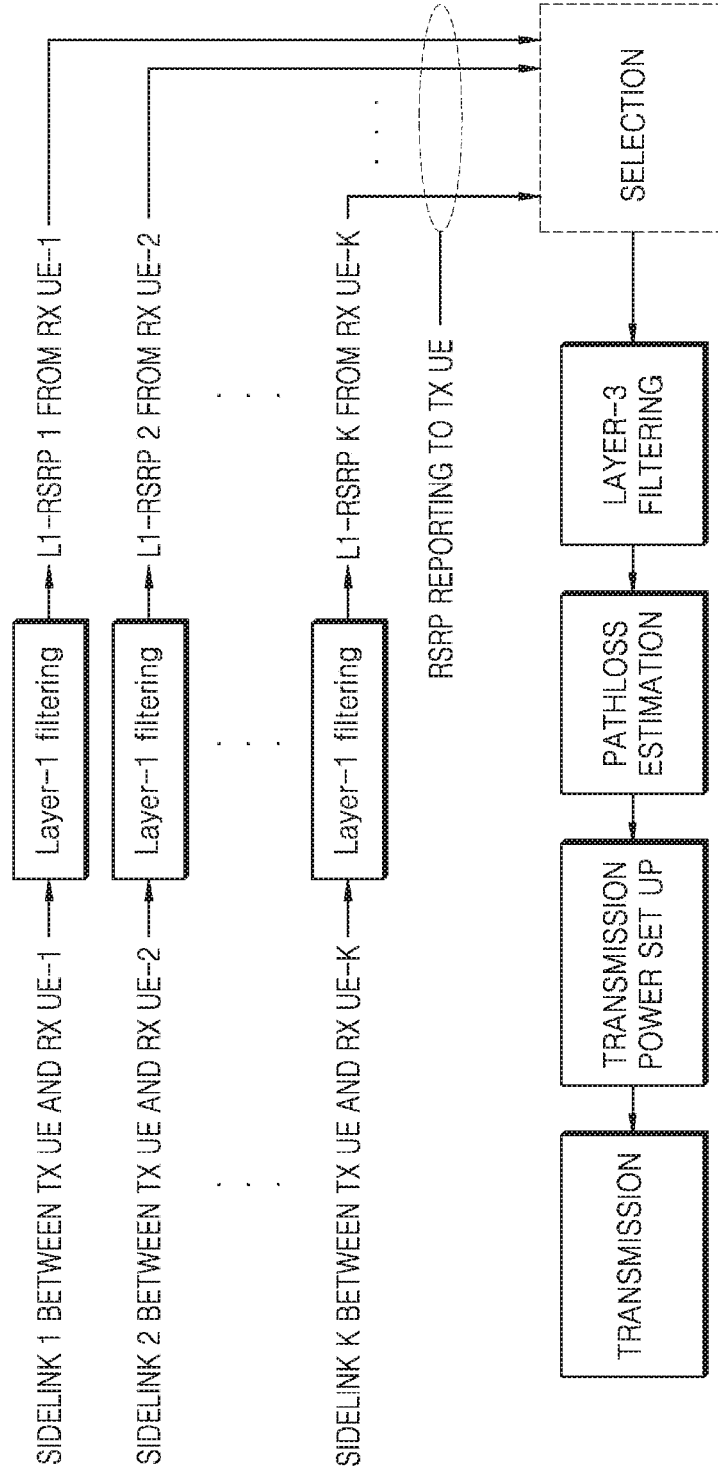 SIDELINK 1 BETWEEN TX UE AND RX UE-1
Layer-1 filtering
L1-RSRP 1 FROM RX UE-1
SIDELINK 2 BETWEEN TX UE AND RX UE-2
Layer-1 filtering
L1-RSRP 2 FROM RX UE-2
SIDELINK K BETWEEN TX UE AND RX UE-K
Layer-1 filtering
L1-RSRP K FROM RX UE-K
RSRP REPORTING TO TX UE
TRANSMISSION
TRANSMISSION
POWER SET UP
PATHLOSS
ESTIMATION
LAYER-3
FILTERING
SELECTION